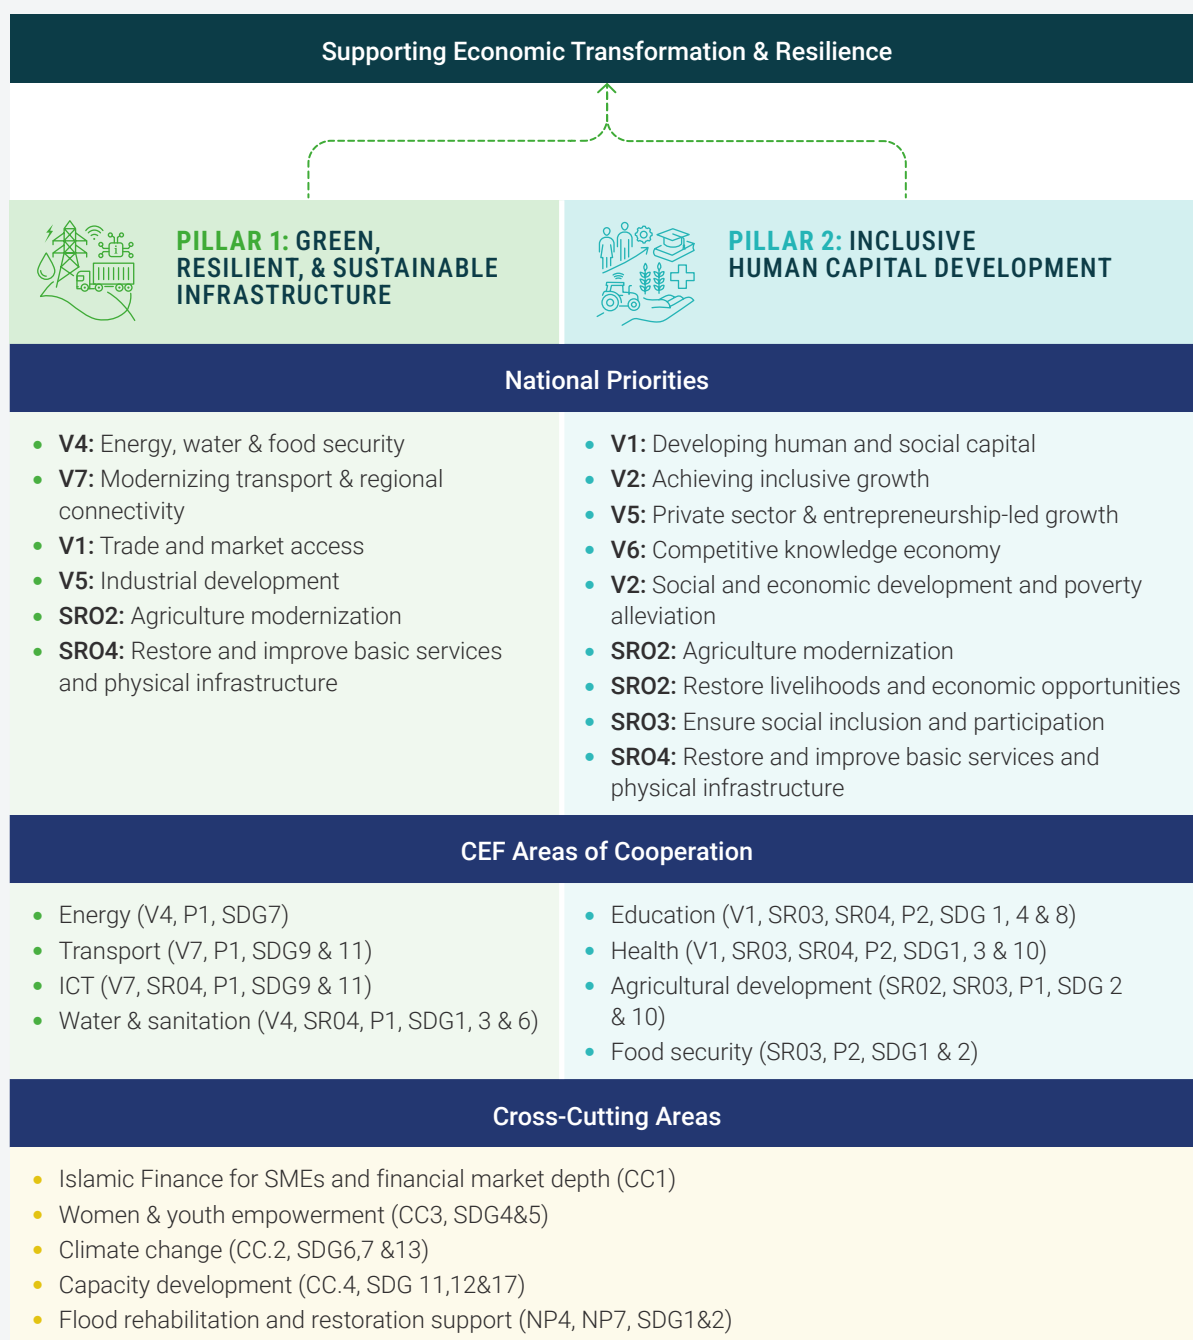 Supporting Economic Transformation & Resilience
PILLAR 1: GREEN,
RESILIENT, & SUSTAINABLE
INFRASTRUCTURE
PILLAR 2: INCLUSIVE
HUMAN CAPITAL DEVELOPMENT
National Priorities
• V4: Energy, water & food security
• V7: Modernizing transport & regional
connectivity
• V1: Trade and market access
• V5: Industrial development
• SRO2: Agriculture modernization
• SRO4: Restore and improve basic services
and physical infrastructure
• V1: Developing human and social capital
• V2: Achieving inclusive growth
• V5: Private sector & entrepreneurship-led growth
• V6: Competitive knowledge economy
• V2: Social and economic development and poverty
alleviation
• SRO2: Agriculture modernization
• SRO2: Restore livelihoods and economic opportunities
• SRO3: Ensure social inclusion and participation
• SRO4: Restore and improve basic services and
physical infrastructure
CEF Areas of Cooperation
• Energy (V4, P1, SDG7)
• Transport (V7, P1, SDG9 & 11)
• ICT (V7, SR04, P1, SDG9 & 11)
• Water & sanitation (V4, SR04, P1, SDG1, 3 & 6)
• Education (V1, SR03, SR04, P2, SDG 1, 4 & 8)
• Health (V1, SR03, SR04, P2, SDG1, 3 & 10)
• Agricultural development (SR02, SR03, P1, SDG 2
& 10)
• Food security (SR03, P2, SDG1 & 2)
Cross-Cutting Areas
• Islamic Finance for SMEs and financial market depth (CC1)
• Women & youth empowerment (CC3, SDG4&5)
• Climate change (CC.2, SDG6,7 &13)
• Capacity development (CC.4, SDG 11,12&17)
• Flood rehabilitation and restoration support (NP4, NP7, SDG1&2)